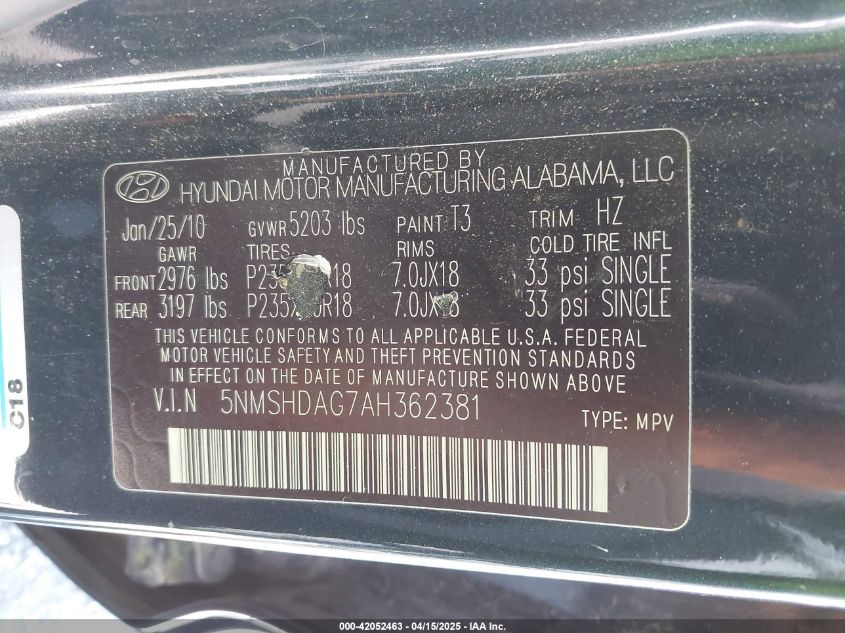 MANUFACTURED BY
HYUNDAI MOTOR MANUFACTURING ALABAMA, LLC
Jan/25/10 GVWR 5203 lbs PAINT T3 TRIM HZ
GAWR TIRES RIMS COLD TIRE INFL
FRONT 2976 lbs 7.0JX18 33 psi SINGLE
REAR 3197 lbs 33 psi SINGLE
THIS VEHICLE CONFORMS TO ALL APPLICABLE U.S.A. FEDERAL
MOTOR VEHICLE SAFETY AND THEFT PREVENTION STANDARDS
IN EFFECT ON THE DATE OF MANUFACTURE SHOWN ABOVE
V.I.N 5NMSHDAG7AH362381
TYPE: MPV
C18
000-42052463 - 04/15/2025 - IAA Inc.